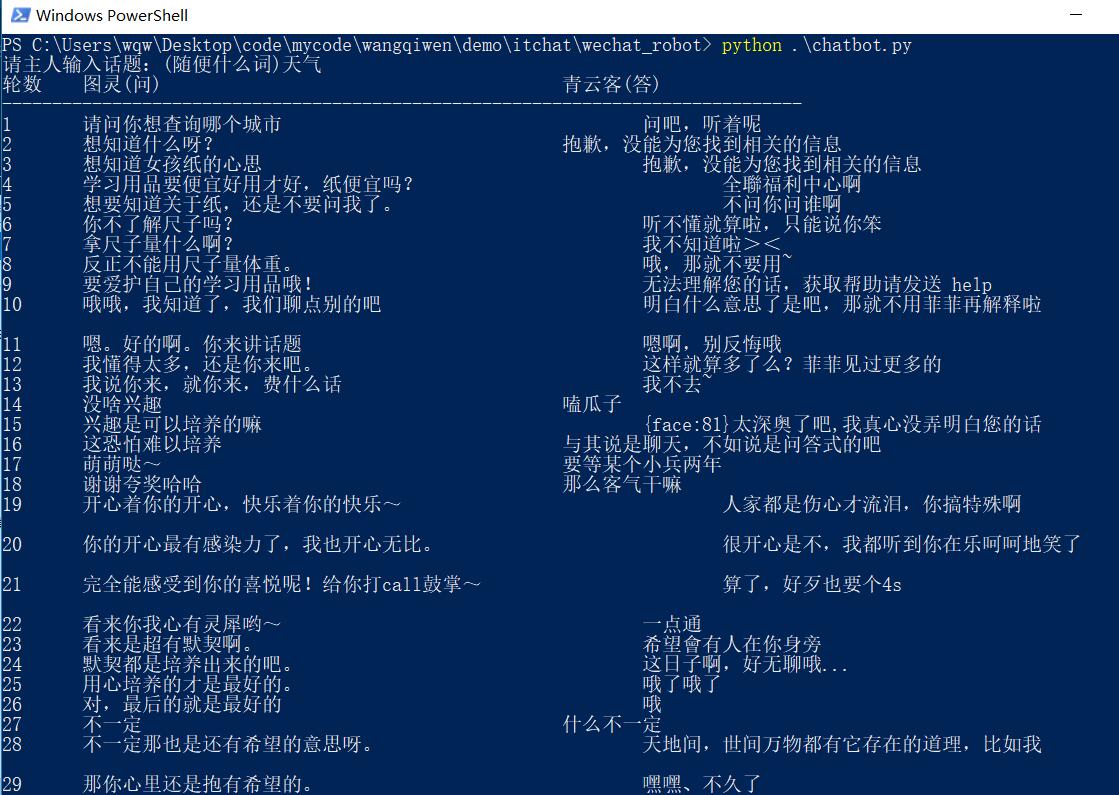 Windows PowerShell
PS C:\Users\wqw\Desktop\code\mycode\wangqiwen\demo\itchat\wechat_robot> python .\chatbot.py
请主人输入话题：(随便什么词)天气
轮数 图灵(问) 青云客(答)
--------------------------------------------------------------------------------
1 请问你想查询哪个城市 问吧，听着呢
2 想知道什么呀？ 抱歉，没能为您找到相关的信息
3 想知道女孩纸的心思 抱歉，没能为您找到相关的信息
4 学习用品要便宜好用才好，纸便宜吗？ 全聯福利中心啊
5 想要知道关于纸，还是不要问我了。 不问你问谁啊
6 你不了解尺子吗？ 听不懂就算啦，只能说你笨
7 拿尺子量什么啊？ 我不知道啦＞＜
8 反正不能用尺子量体重。 哦，那就不要用~
9 要爱护自己的学习用品哦！ 无法理解您的话，获取帮助请发送 help
10 哦哦，我知道了，我们聊点别的吧 明白什么意思了是吧，那就不用菲菲再解释啦
11 嗯。好的啊。你来讲话题 嗯啊，别反悔哦
12 我懂得太多，还是你来吧。 这样就算多了么？菲菲见过更多的
13 我说你来，就你来，费什么话 我不去~
14 没啥兴趣 嗑瓜子
15 兴趣是可以培养的嘛 {face:81}太深奥了吧,我真心没弄明白您的话
16 这恐怕难以培养 与其说是聊天，不如说是问答式的吧
17 萌萌哒～ 要等某个小兵两年
18 谢谢夸奖哈哈 那么客气干嘛
19 开心着你的开心，快乐着你的快乐～ 人家都是伤心才流泪，你搞特殊啊
20 你的开心最有感染力了，我也开心无比。 很开心是不，我都听到你在乐呵呵地笑了
21 完全能感受到你的喜悦呢！给你打call鼓掌～ 算了，好歹也要个4s
22 看来你我心有灵犀哟～ 一点通
23 看来是超有默契啊。 希望會有人在你身旁
24 默契都是培养出来的吧。 这日子啊，好无聊哦...
25 用心培养的才是最好的。 哦了哦了
26 对，最后的就是最好的 哦
27 不一定 什么不一定
28 不一定那也是还有希望的意思呀。 天地间，世间万物都有它存在的道理，比如我
29 那你心里还是抱有希望的。 嘿嘿、不久了